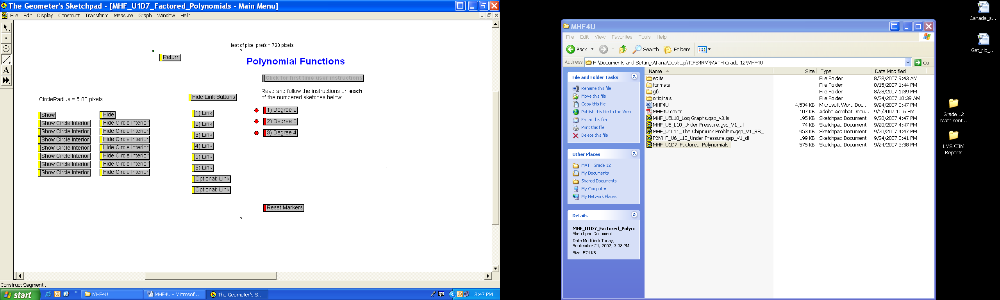 The Geometer's Sketchpad - [MHF_U1D7_Factored_Polynomials - Main Menu]
File Edit Display Construct Transform Measure Graph Window Help
test of pixel prefs = 720 pixels
Return
Polynomial Functions
Click for first time user instructions
Read and follow the instructions on each
of the numbered sketches below:
Hide Link Buttons
CircleRadius = 5.00 pixels
Show
Show Circle Interior
Show Circle Interior
Show Circle Interior
Show Circle Interior
Show Circle Interior
Show Circle Interior
Show Circle Interior
Hide
Hide Circle Interior
Hide Circle Interior
Hide Circle Interior
Hide Circle Interior
Hide Circle Interior
Hide Circle Interior
Hide Circle Interior
1) Link
2) Link
3) Link
4) Link
5) Link
6) Link
Optional: Link
Optional: Link
1) Degree 2
2) Degree 3
3) Degree 4
Reset Markers
A
Construct Segment...
start
MHF4U
MHF4U - Microsof...
The Geometer's S...
3:47 PM
MHF4U
File Edit View Favorites Tools Help
Back Search Folders
Address F:\Documents and Settings\Ilana\Desktop\TIPS4RM\MATH Grade 12\MHF4U Go
File and Folder Tasks
Rename this file
Move this file
Copy this file
Publish this file to the Web
E-mail this file
Print this file
Delete this file
Other Places
MATH Grade 12
My Documents
Shared Documents
My Computer
My Network Places
Details
MHF_U1D7_Factored_Polyn
Sketchpad Document
Date Modified: Today,
September 24, 2007, 3:38 PM
Size: 574 KB
Name Size Type Date Modified
edits File Folder 8/28/2007 9:43 AM
formats File Folder 8/15/2007 1:44 PM
gfx File Folder 8/28/2007 1:39 PM
originals File Folder 9/24/2007 10:39 AM
MHF4U 4,534 KB Microsoft Word Doc... 9/24/2007 3:47 PM
MHF4U cover 107 KB Adobe Acrobat Docu... 9/6/2007 1:06 PM
MHF_U5L10_Log Graphs.gsp_v3.ls 195 KB Sketchpad Document 9/20/2007 4:47 PM
MHF_U6_L10_Under Pressure.gsp_V1_dl 74 KB Sketchpad Document 9/20/2007 4:47 PM
MHF_U6L11_The Chipmunk Problem.gsp_V1_RS_ 953 KB Sketchpad Document 9/20/2007 4:47 PM
PBMHF_U6_L10_Under Pressure.gsp_V1_dl 199 KB Sketchpad Document 9/24/2007 3:41 PM
MHF_U1D7_Factored_Polynomials 575 KB Sketchpad Document 9/24/2007 3:38 PM
Canada_s...
Get_rid_...
Grade 12
Math sent...
LMS CIIM
Reports